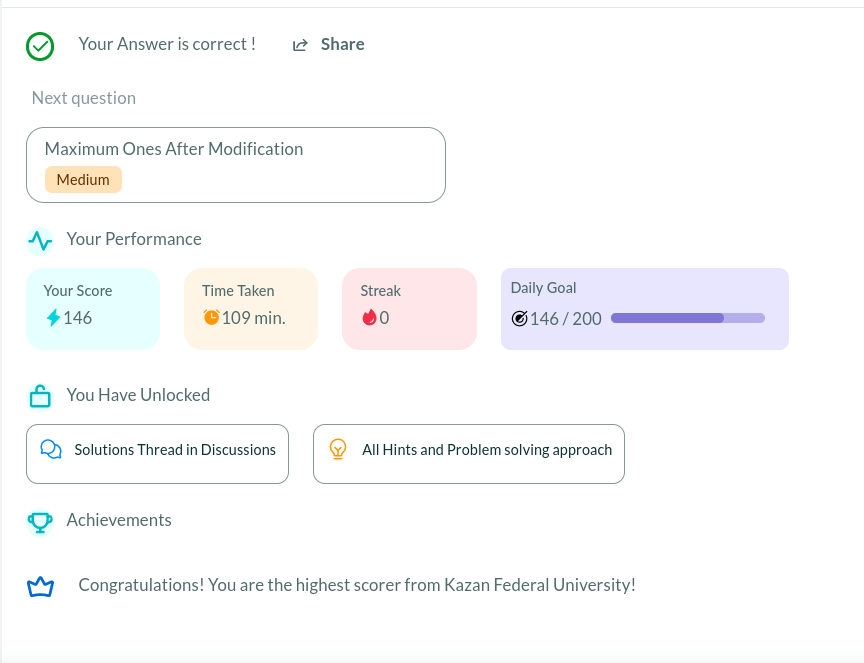 Your Answer is correct !
Share
Next question
Maximum Ones After Modification
Medium
Your Performance
Your Score
146
Time Taken
109 min.
Streak
0
Daily Goal
146 / 200
You Have Unlocked
Solutions Thread in Discussions
All Hints and Problem solving approach
Achievements
Congratulations! You are the highest scorer from Kazan Federal University!